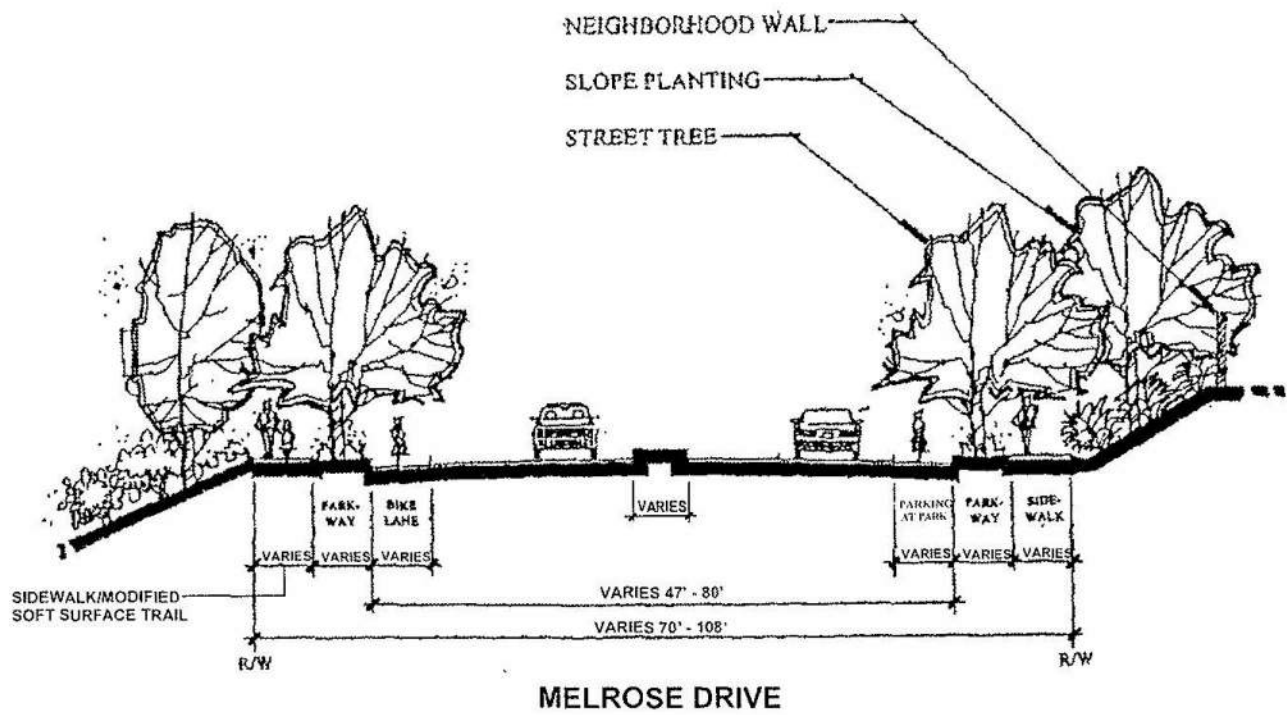 NEIGHBORHOOD WALL
SLOPE PLANTING
STREET TREE
PARK-
WAY
BIKE
LANE
VARIES
PARKING
AT PARK
PARK-
WAY
SIDE-
WALK
VARIES
VARIES
VARIES
VARIES
VARIES
VARIES
SIDEWALK/MODIFIED
SOFT SURFACE TRAIL
VARIES 47' - 80'
VARIES 70' - 108'
R/W
R/W
MELROSE DRIVE